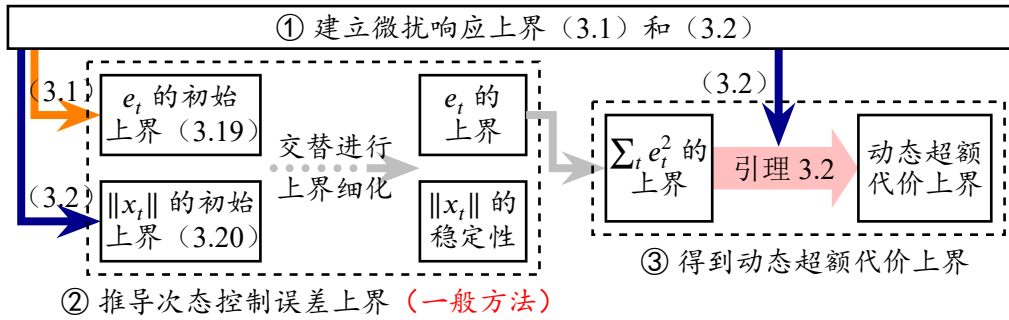 ① 建立微扰响应上界（3.1）和（3.2）
（3.1）
e_t 的初始
上界（3.19）
（3.2）
‖x_t‖ 的初始
上界（3.20）
交替进行
上界细化
e_t 的
上界
‖x_t‖ 的
稳定性
② 推导次态控制误差上界（一般方法）
（3.2）
∑_t e_t^2 的
上界
引理 3.2
动态超额
代价上界
③ 得到动态超额代价上界